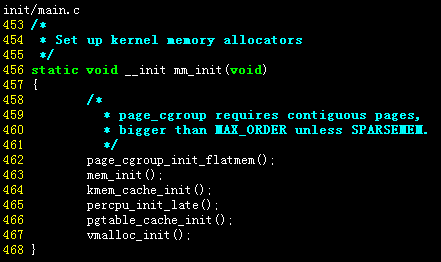 init/main.c
453 /*
454  * Set up kernel memory allocators
455  */
456 static void __init mm_init(void)
457 {
458         /*
459          * page_cgroup requires contiguous pages,
460          * bigger than MAX_ORDER unless SPARSEMEM.
461          */
462         page_cgroup_init_flatmem();
463         mem_init();
464         kmem_cache_init();
465         percpu_init_late();
466         pgtable_cache_init();
467         vmalloc_init();
468 }